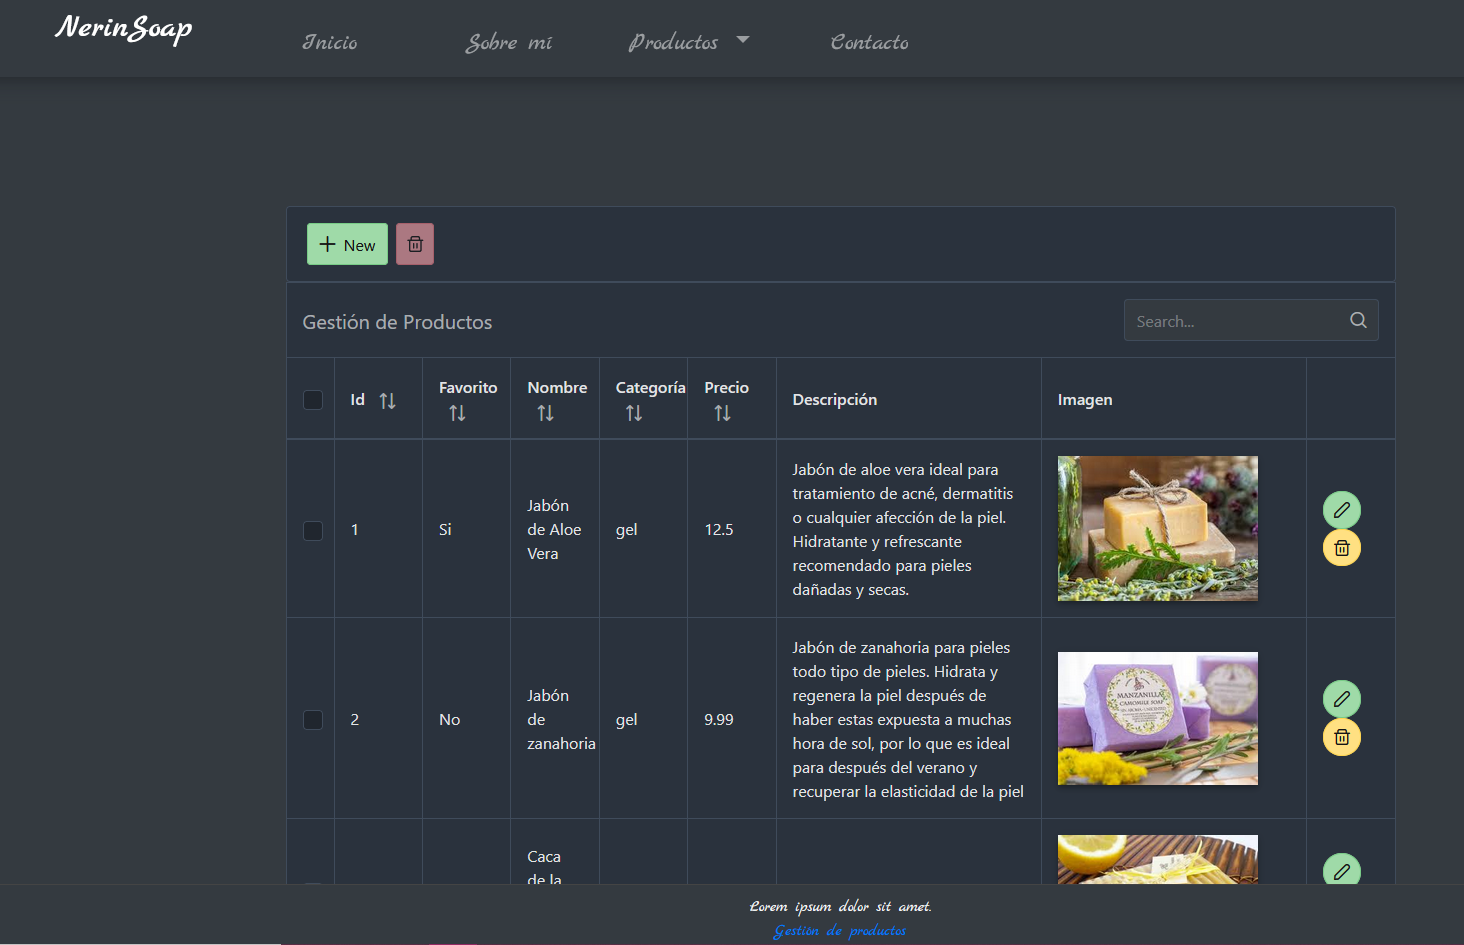 NerinSoap
Inicio Sobre mí Productos Contacto
New
Gestión de Productos
Search...
Id Favorito Nombre Categoría Precio Descripción Imagen
1 Si Jabón de Aloe Vera gel 12.5
Jabón de aloe vera ideal para
tratamiento de acné, dermatitis
o cualquier afección de la piel.
Hidratante y refrescante
recomendado para pieles
dañadas y secas.
2 No Jabón de zanahoria gel 9.99
Jabón de zanahoria para pieles
todo tipo de pieles. Hidrata y
regenera la piel después de
haber estas expuesta a muchas
hora de sol, por lo que es ideal
para después del verano y
recuperar la elasticidad de la piel
MANZANILLA
CAMOMILE SOAP
Caca
de la
Lorem ipsum dolor sit amet.
Gestión de productos